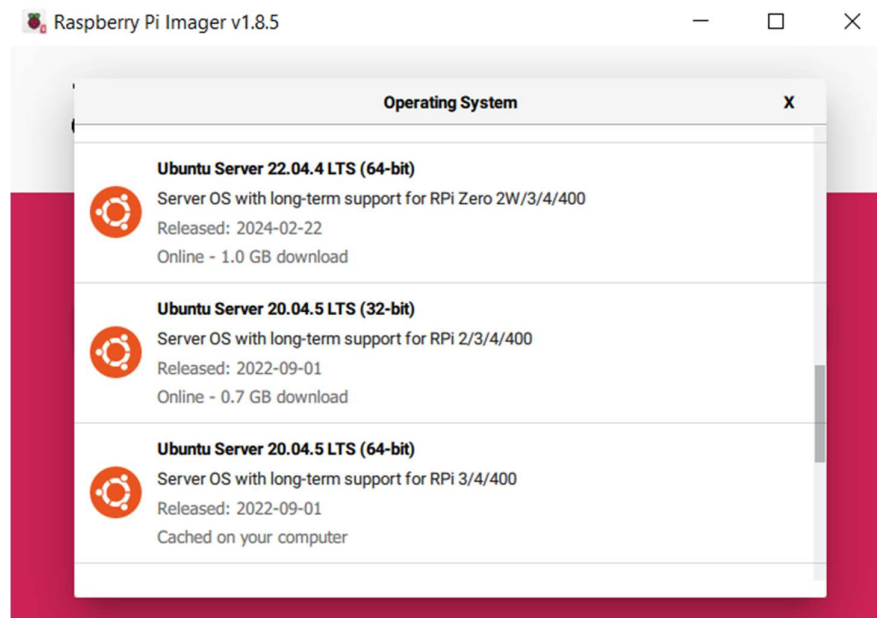 Raspberry Pi Imager v1.8.5
Operating System
X
Ubuntu Server 22.04.4 LTS (64-bit)
Server OS with long-term support for RPi Zero 2W/3/4/400
Released: 2024-02-22
Online - 1.0 GB download
Ubuntu Server 20.04.5 LTS (32-bit)
Server OS with long-term support for RPi 2/3/4/400
Released: 2022-09-01
Online - 0.7 GB download
Ubuntu Server 20.04.5 LTS (64-bit)
Server OS with long-term support for RPi 3/4/400
Released: 2022-09-01
Cached on your computer